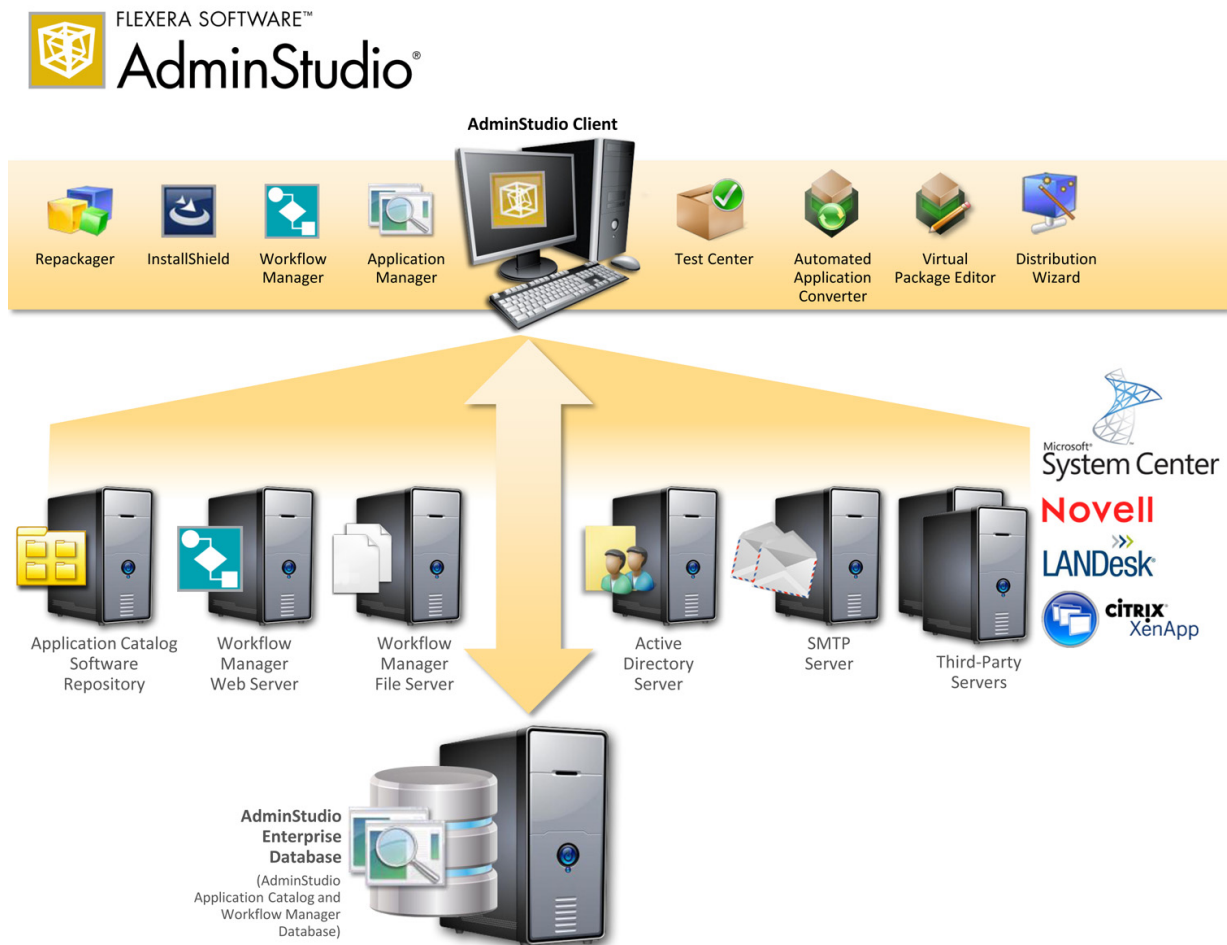 FLEXERA SOFTWARE™
AdminStudio®
AdminStudio Client
Repackager
InstallShield
Workflow
Manager
Application
Manager
Test Center
Automated
Application
Converter
Virtual
Package Editor
Distribution
Wizard
Microsoft®
System Center
Novell
LANDesk®
CİTRIX®
XenApp
Application Catalog
Software
Repository
Workflow
Manager
Web Server
Workflow
Manager
File Server
Active
Directory
Server
SMTP
Server
Third-Party
Servers
AdminStudio
Enterprise
Database
(AdminStudio
Application Catalog and
Workflow Manager
Database)